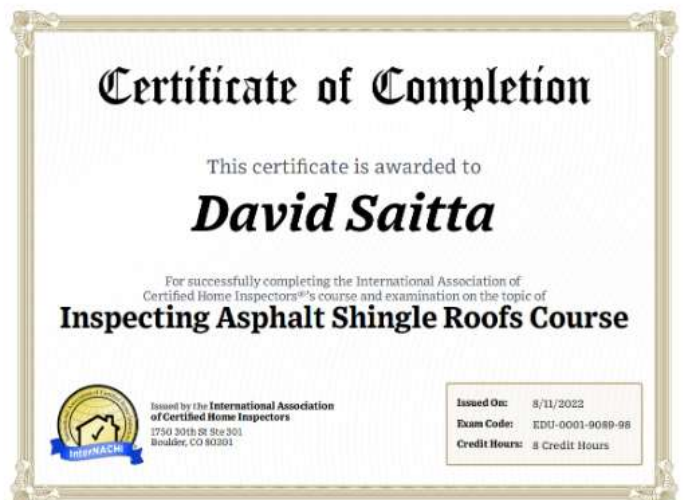 Certificate of Completion
This certificate is awarded to
David Saitta
For successfully completing the International Association of
Certified Home Inspectors®'s course and examination on the topic of
Inspecting Asphalt Shingle Roofs Course
InterNACHI
Issued by the International Association
of Certified Home Inspectors
1750 30th St Ste 301
Boulder, CO 80301
Issued On: 8/11/2022
Exam Code: EDU-0001-9089-98
Credit Hours: 8 Credit Hours